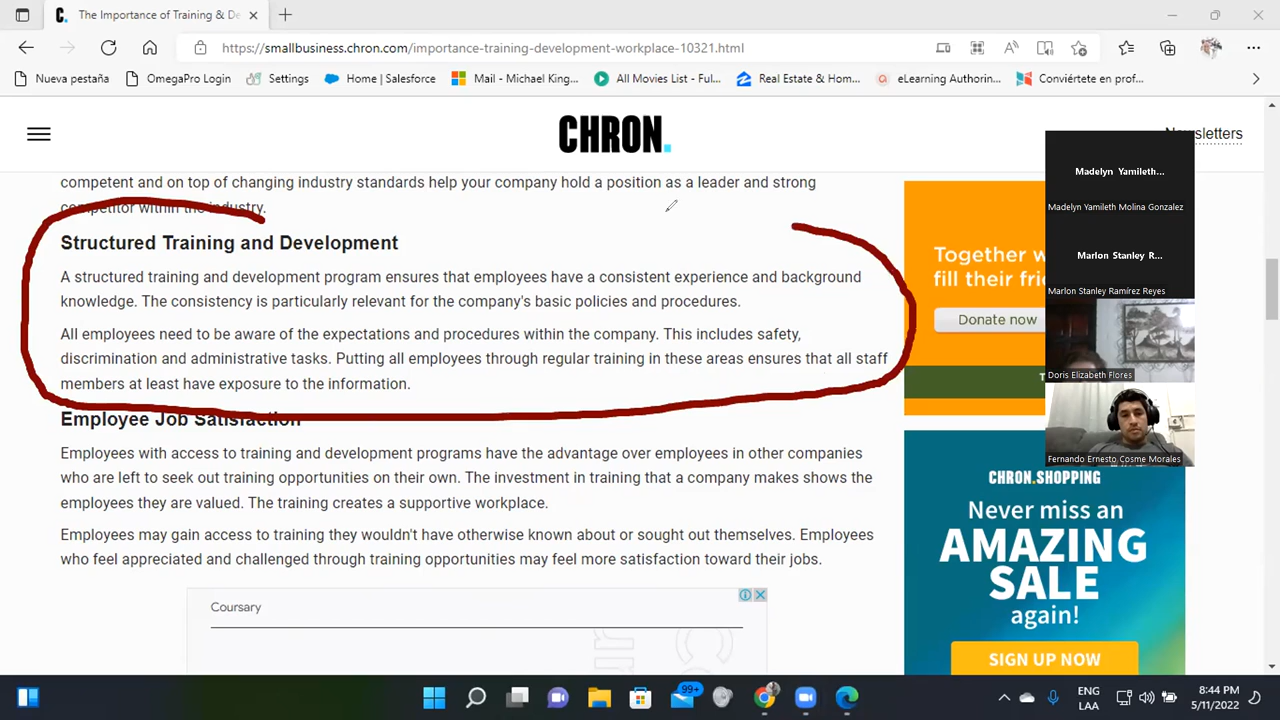 The Importance of Training & De
https://smallbusiness.chron.com/importance-training-development-workplace-10321.html
Nueva pestaña
OmegaPro Login
Settings
Home | Salesforce
Mail - Michael King...
All Movies List - Ful...
Real Estate & Hom...
eLearning Authorin...
Conviértete en prof...
CHRON.
Newsletters
competent and on top of changing industry standards help your company hold a position as a leader and strong
competitor within the industry.
Structured Training and Development
A structured training and development program ensures that employees have a consistent experience and background
knowledge. The consistency is particularly relevant for the company's basic policies and procedures.
All employees need to be aware of the expectations and procedures within the company. This includes safety,
discrimination and administrative tasks. Putting all employees through regular training in these areas ensures that all staff
members at least have exposure to the information.
Employee Job Satisfaction
Employees with access to training and development programs have the advantage over employees in other companies
who are left to seek out training opportunities on their own. The investment in training that a company makes shows the
employees they are valued. The training creates a supportive workplace.
Employees may gain access to training they wouldn't have otherwise known about or sought out themselves. Employees
who feel appreciated and challenged through training opportunities may feel more satisfaction toward their jobs.
Coursary
Together w
fill their frie
Donate now
Madelyn Yamileth...
Madelyn Yamileth Molina Gonzalez
Marlon Stanley R...
Marlon Stanley Ramírez Reyes
Doris Elizabeth Flores
Fernando Ernesto Cosme Morales
CHRON.SHOPPING
Never miss an
AMAZING
SALE
again!
SIGN UP NOW
99+
ENG
LAA
8:44 PM
5/11/2022